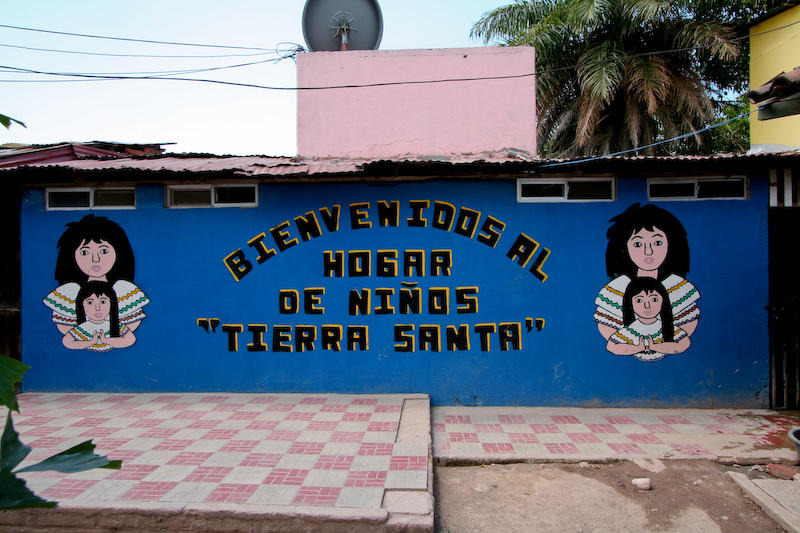 BIENVENIDOS AL
HOGAR
DE NIÑOS
"TIERRA SANTA"